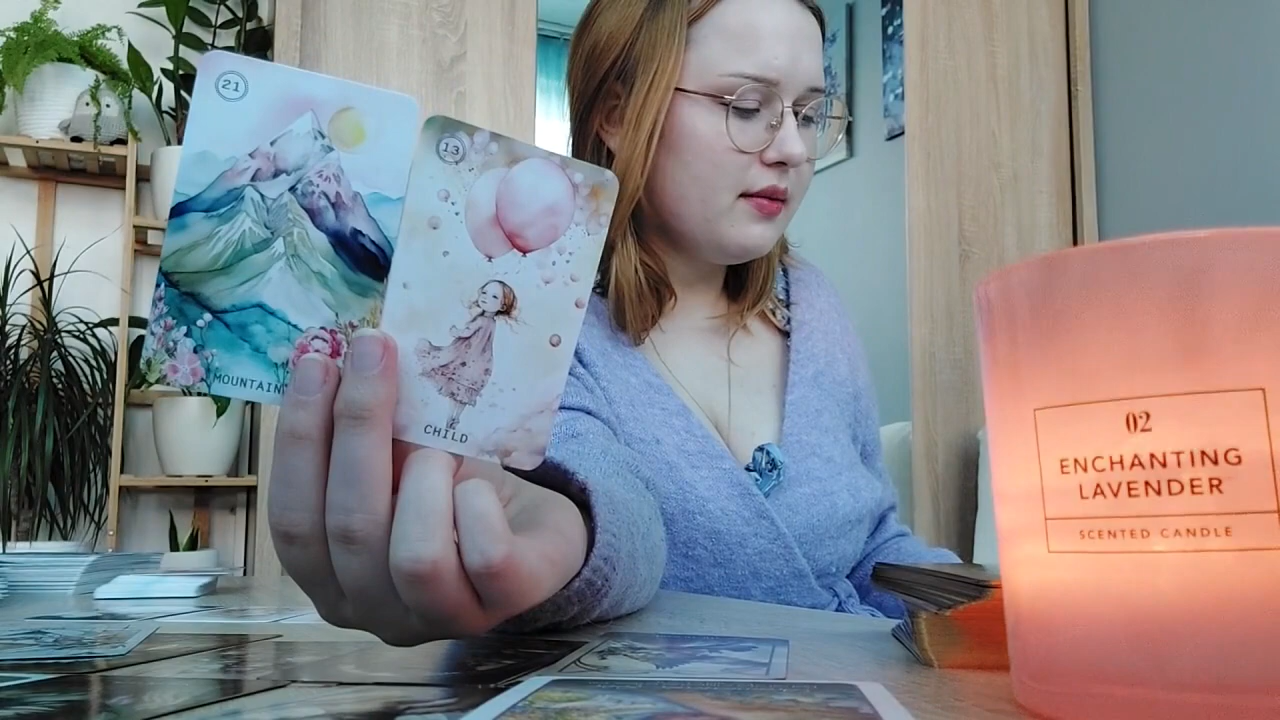 21
MOUNTAIN
13
CHILD
02
ENCHANTING
LAVENDER
SCENTED CANDLE